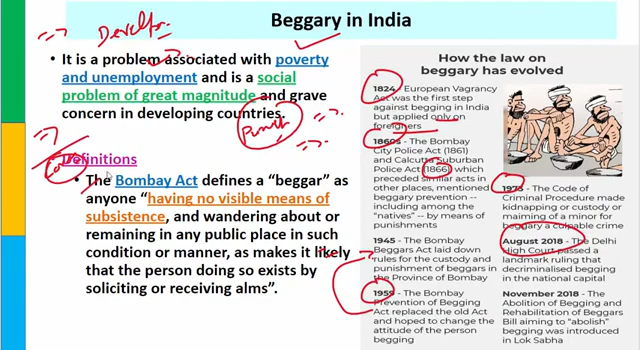 Beggary in India
It is a problem associated with poverty
and unemployment and is a social
problem of great magnitude and grave
concern in developing countries.
Definitions
The Bombay Act defines a “beggar” as
anyone “having no visible means of
subsistence, and wandering about or
remaining in any public place in such
condition or manner, as makes it likely
that the person doing so exists by
soliciting or receiving alms”.
How the law on
beggary has evolved
1824 - European Vagrancy
Act was the first step
against begging in India
but applied only on
foreigners
1860s - The Bombay
City Police Act (1861)
and Calcutta Suburban
Police Act (1866) which
preceded similar acts in
other places, mentioned
beggary prevention --
including among the
“natives” -- by means of
punishments
1945 - The Bombay
Beggars Act laid down
rules for the custody and
punishment of beggars in
the Province of Bombay
1959 - The Bombay
Prevention of Begging
Act replaced the old Act
and hoped to change the
attitude of the person
begging
1973 - The Code of
Criminal Procedure made
kidnapping or custody or
maiming of a minor for
beggary a culpable crime
August 2018 - The Delhi
High Court passed a
landmark ruling that
decriminalised begging
in the national capital
November 2018 - The
Abolition of Begging and
Rehabilitation of Beggars
Bill aiming to “abolish”
begging was introduced
in Lok Sabha